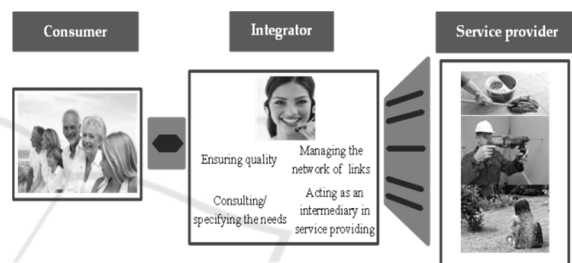 Consumer
Integrator
Service provider
Ensuring quality
Managing the
network of links
Consulting/
specifying the needs
Acting as an
intermediary in
service providing